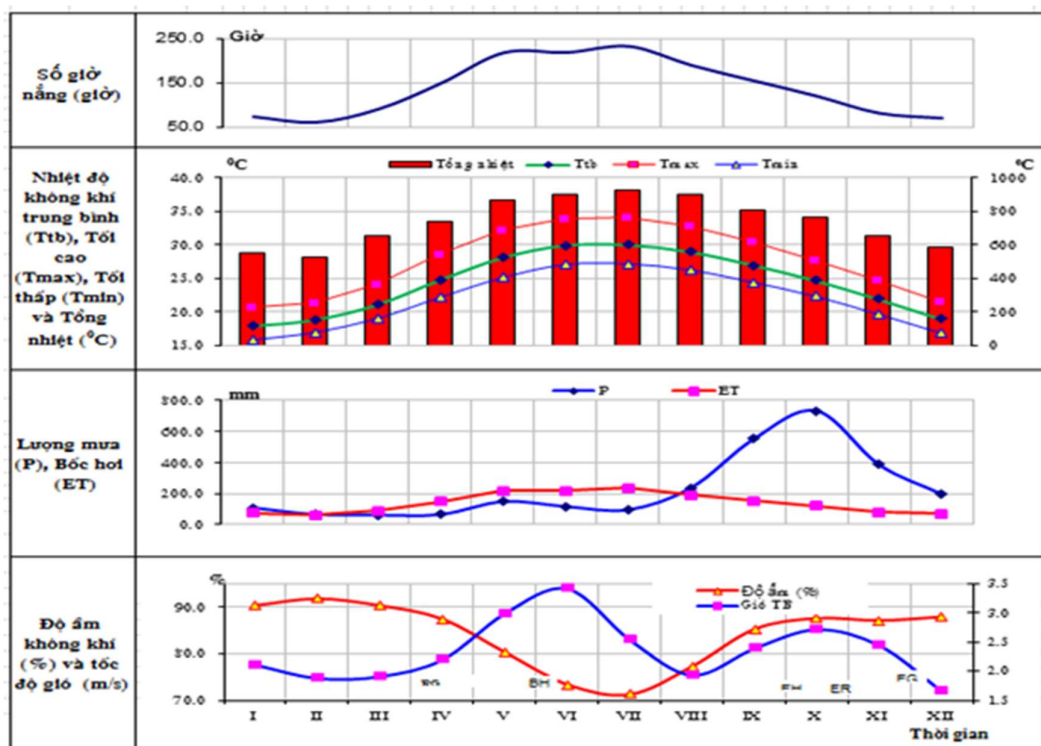 Số giờ
nắng (giờ)
Giờ
250.0
150.0
50.0
Nhiệt độ
không khí
trung bình
(Ttb), Tối
cao
(Tmax), Tối
thấp (Tmin)
và Tổng
nhiệt (⁰C)
⁰C
Tổng nhiệt Ttb Tmax Tmin
⁰C
40.0
35.0
30.0
25.0
20.0
15.0
1000
800
600
400
200
0
Lượng mưa
(P), Bốc hơi
(ET)
mm
P ET
800.0
600.0
400.0
200.0
0.0
Độ ẩm
không khí
(%) và tốc
độ gió (m/s)
%
90.0
80.0
70.0
Độ ẩm (%)
Gió TB
3.5
3.0
2.5
2.0
1.5
BH
ER
FG
I II III IV V VI VII VIII IX X XI XII
Thời gian